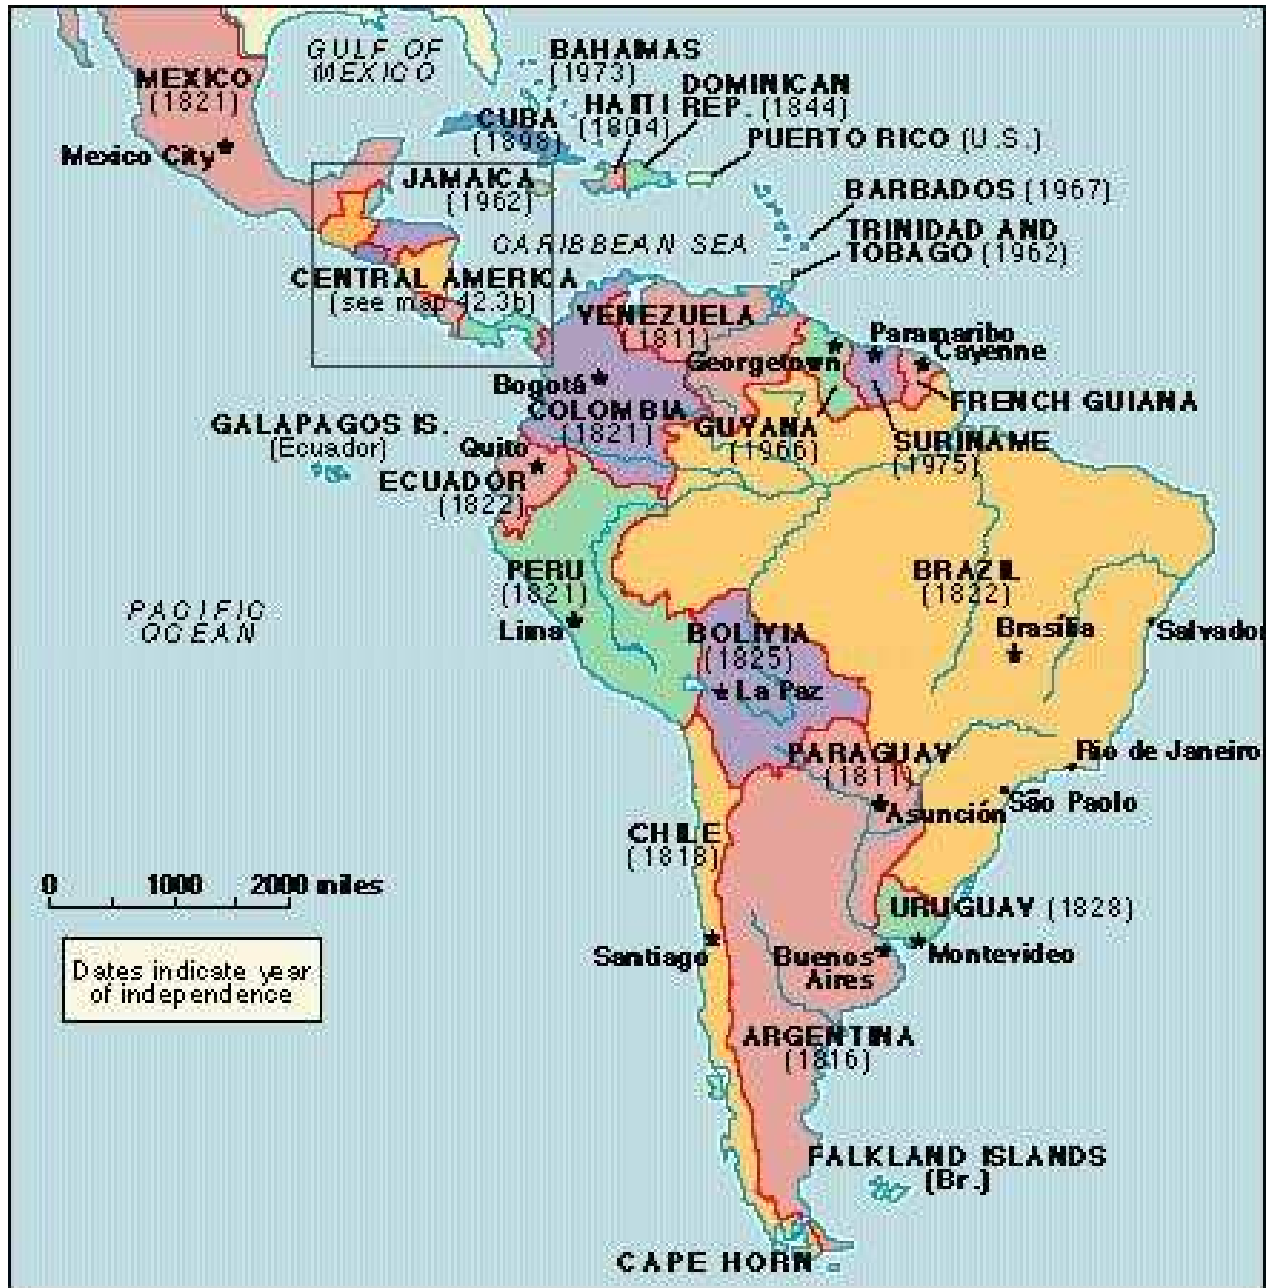 GULF OF
MEXICO
BAHAMAS
(1973)
DOMINICAN
REP. (1844)
HAITI
(1804)
CUBA
(1898)
PUERTO RICO (U.S.)
MEXICO
(1821)
Mexico City
JAMAICA
(1962)
BARBADOS (1967)
TRINIDAD AND
TOBAGO (1962)
CARIBBEAN SEA
CENTRAL AMERICA
(see map 42.3b)
VENEZUELA
(1811)
Paramaribo
Cayenne
Georgetown
Bogotá
COLOMBIA
(1821)
FRENCH GUIANA
GUYANA
(1966)
SURINAME
(1975)
GALAPAGOS IS.
(Ecuador)
Quito
ECUADOR
(1822)
PERU
(1821)
Lima
BRAZIL
(1822)
Brasília
Salvador
PACIFIC
OCEAN
BOLIVIA
(1825)
La Paz
PARAGUAY
(1811)
Asunción
Rio de Janeiro
São Paolo
CHILE
(1818)
0 1000 2000 miles
URUGUAY (1828)
Santiago
Buenos
Aires
Montevideo
Dates indicate year
of independence
ARGENTINA
(1816)
FALKLAND ISLANDS
(Br.)
CAPE HORN